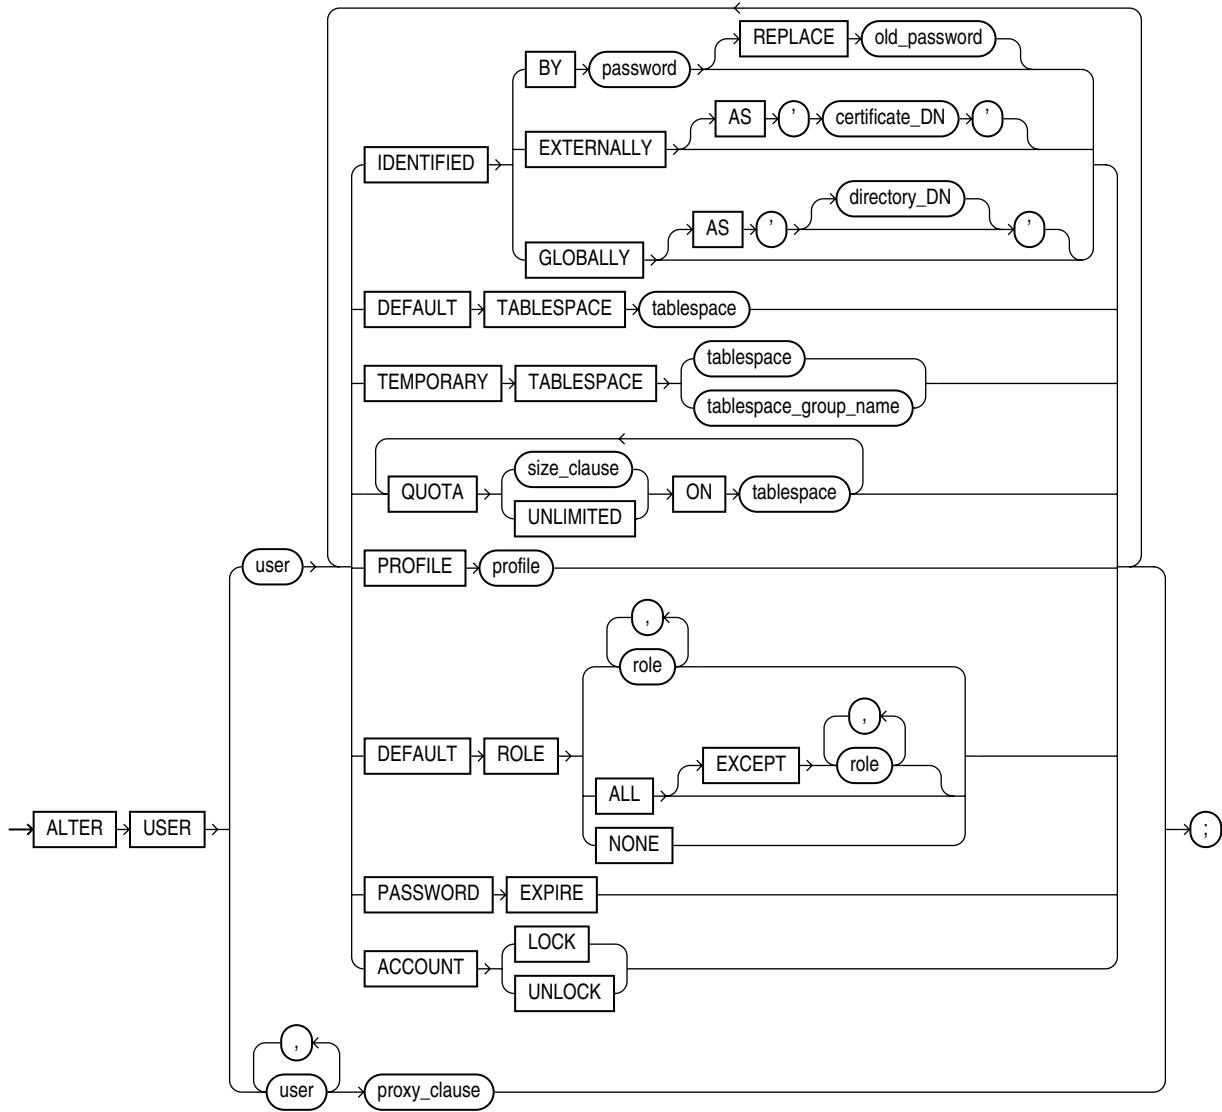 REPLACE old_password
BY password
AS ' certificate_DN '
EXTERNALLY
IDENTIFIED
directory_DN
AS ' '
GLOBALLY
DEFAULT TABLESPACE tablespace
tablespace
TEMPORARY TABLESPACE
tablespace_group_name
size_clause
QUOTA ON tablespace
UNLIMITED
user PROFILE profile
,
role
,
DEFAULT ROLE EXCEPT role
ALL
ALTER USER ;
NONE
PASSWORD EXPIRE
LOCK
ACCOUNT
UNLOCK
,
user proxy_clause